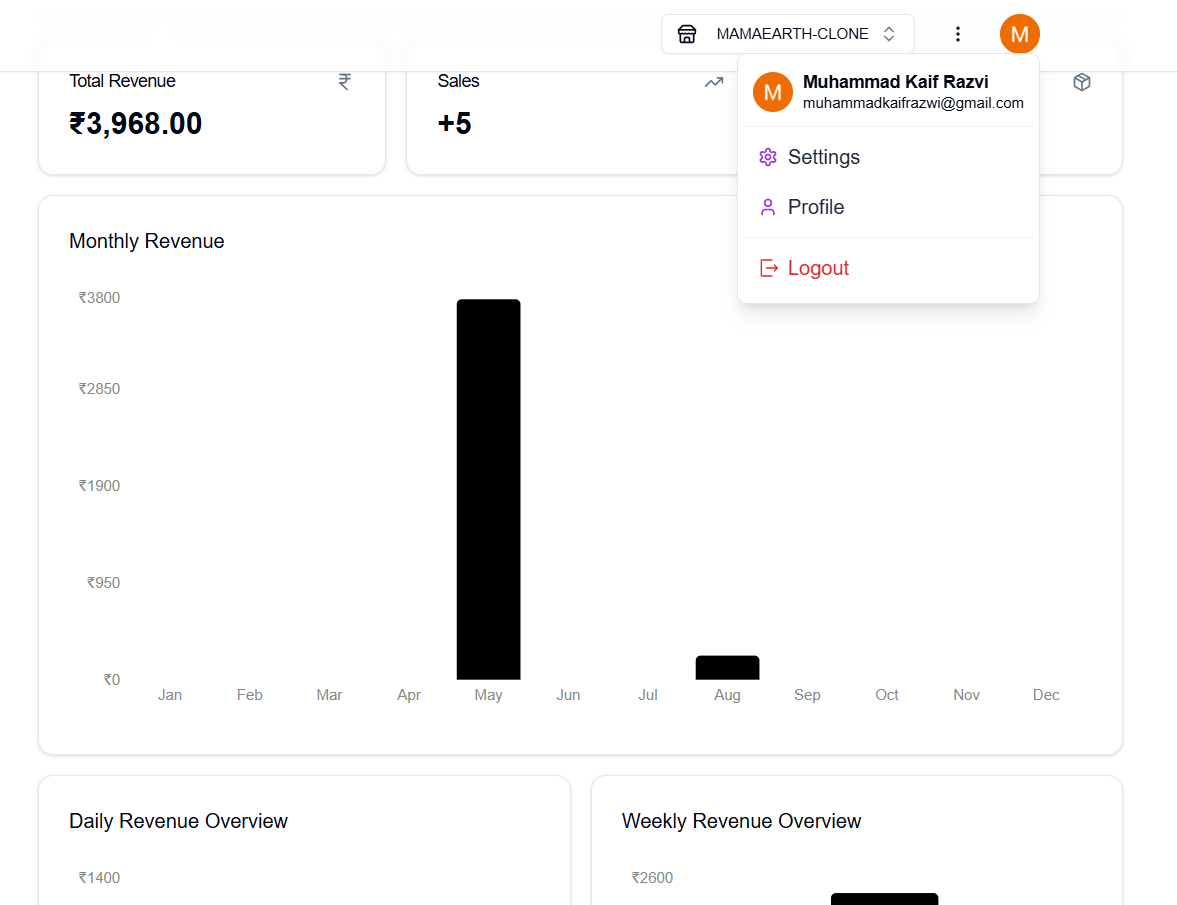 MAMAEARTH-CLONE
M
Total Revenue
₹
₹3,968.00
Sales
+5
M
Muhammad Kaif Razvi
muhammadkaifrazwi@gmail.com
Settings
Profile
Logout
Monthly Revenue
₹3800
₹2850
₹1900
₹950
₹0
Jan Feb Mar Apr May Jun Jul Aug Sep Oct Nov Dec
Daily Revenue Overview
₹1400
Weekly Revenue Overview
₹2600